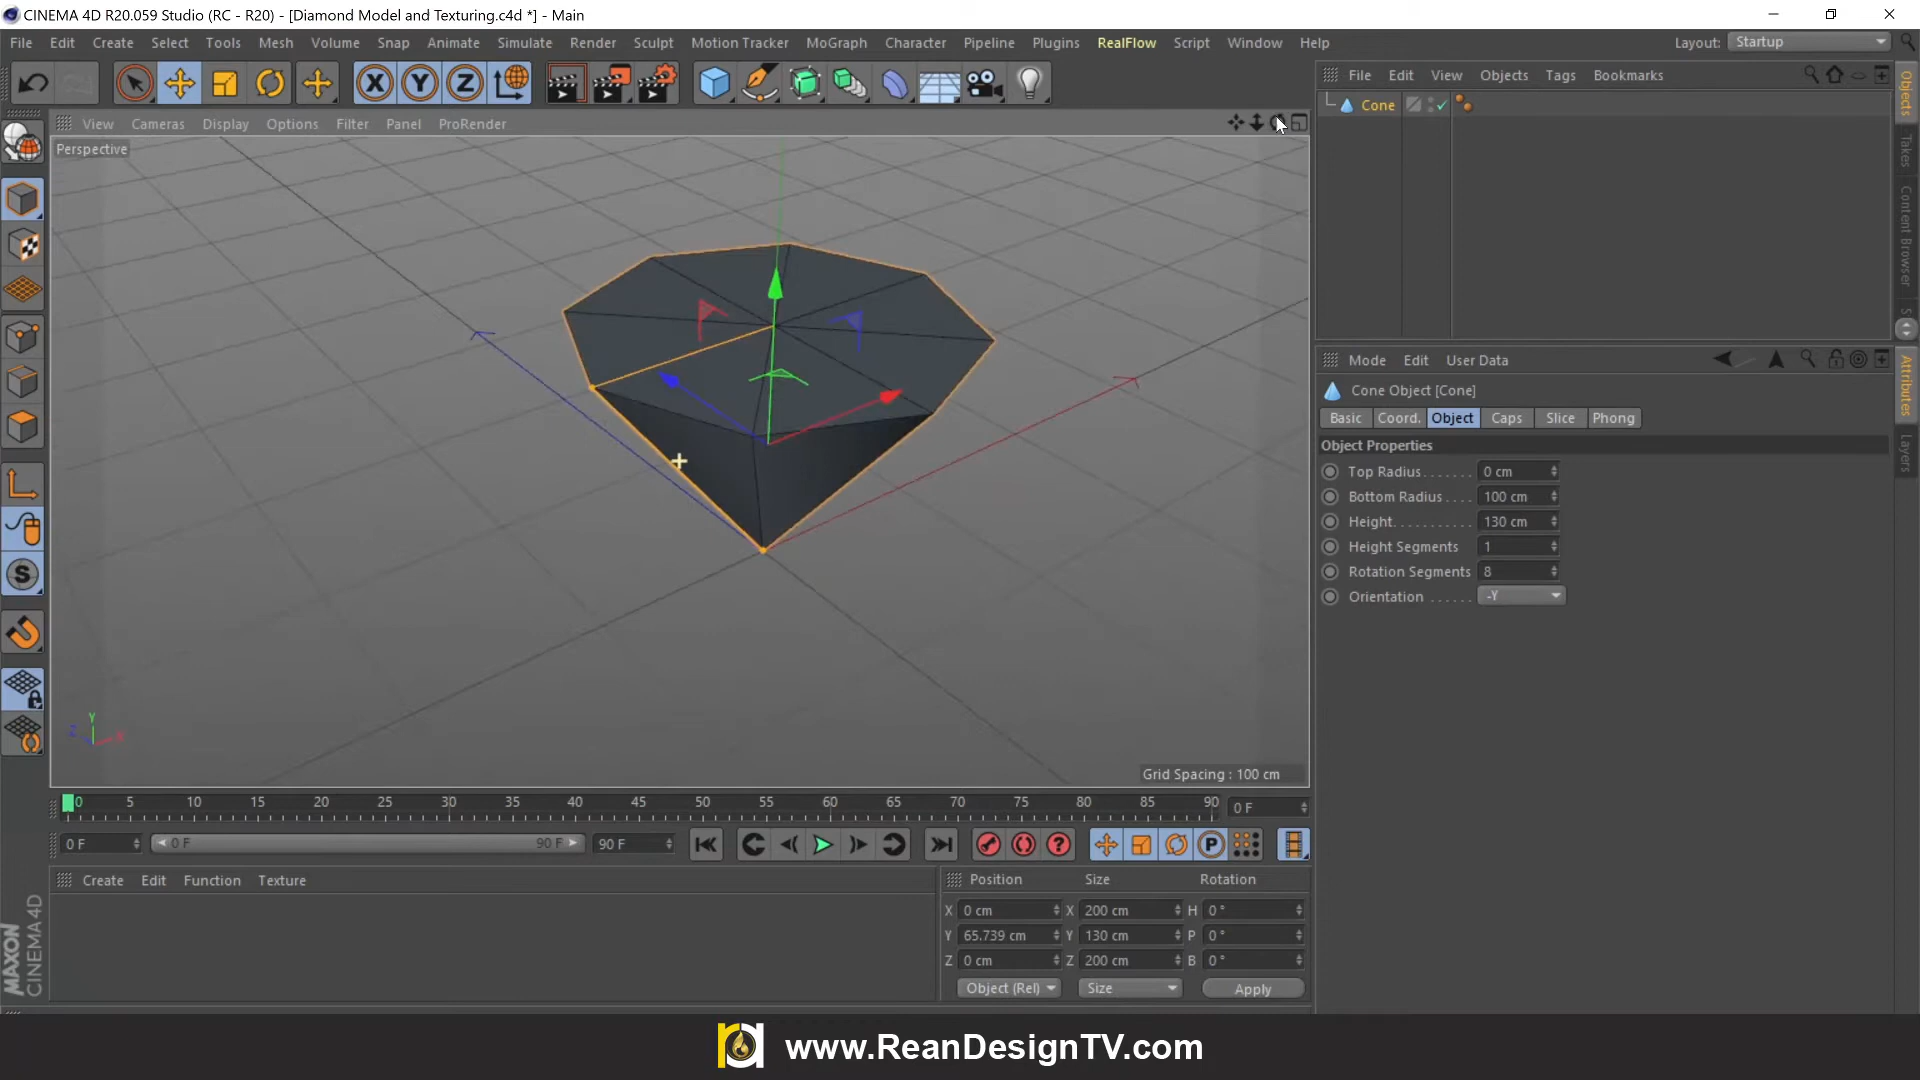 CINEMA 4D R20.059 Studio (RC - R20) - [Diamond Model and Texturing.c4d *] - Main
File Edit Create Select Tools Mesh Volume Snap Animate Simulate Render Sculpt Motion Tracker MoGraph Character Pipeline Plugins RealFlow Script Window Help Layout: Startup
File Edit View Objects Tags Bookmarks
Cone
View Cameras Display Options Filter Panel ProRender
Perspective
Objects
Takes
Content Browser
Mode Edit User Data
Cone Object [Cone]
Basic Coord. Object Caps Slice Phong
Object Properties
Top Radius....... 0 cm
Bottom Radius.... 100 cm
Height........... 130 cm
Height Segments 1
Rotation Segments 8
Orientation ...... -Y
Attributes
Layers
Y
Z X
Grid Spacing : 100 cm
0 5 10 15 20 25 30 35 40 45 50 55 60 65 70 75 80 85 90 0 F
0 F 0 F 90 F 90 F
Create Edit Function Texture
Position Size Rotation
X 0 cm X 200 cm H 0 °
Y 65.739 cm Y 130 cm P 0 °
Z 0 cm Z 200 cm B 0 °
Object (Rel) Size Apply
MAXON
CINEMA 4D
www.ReanDesignTV.com